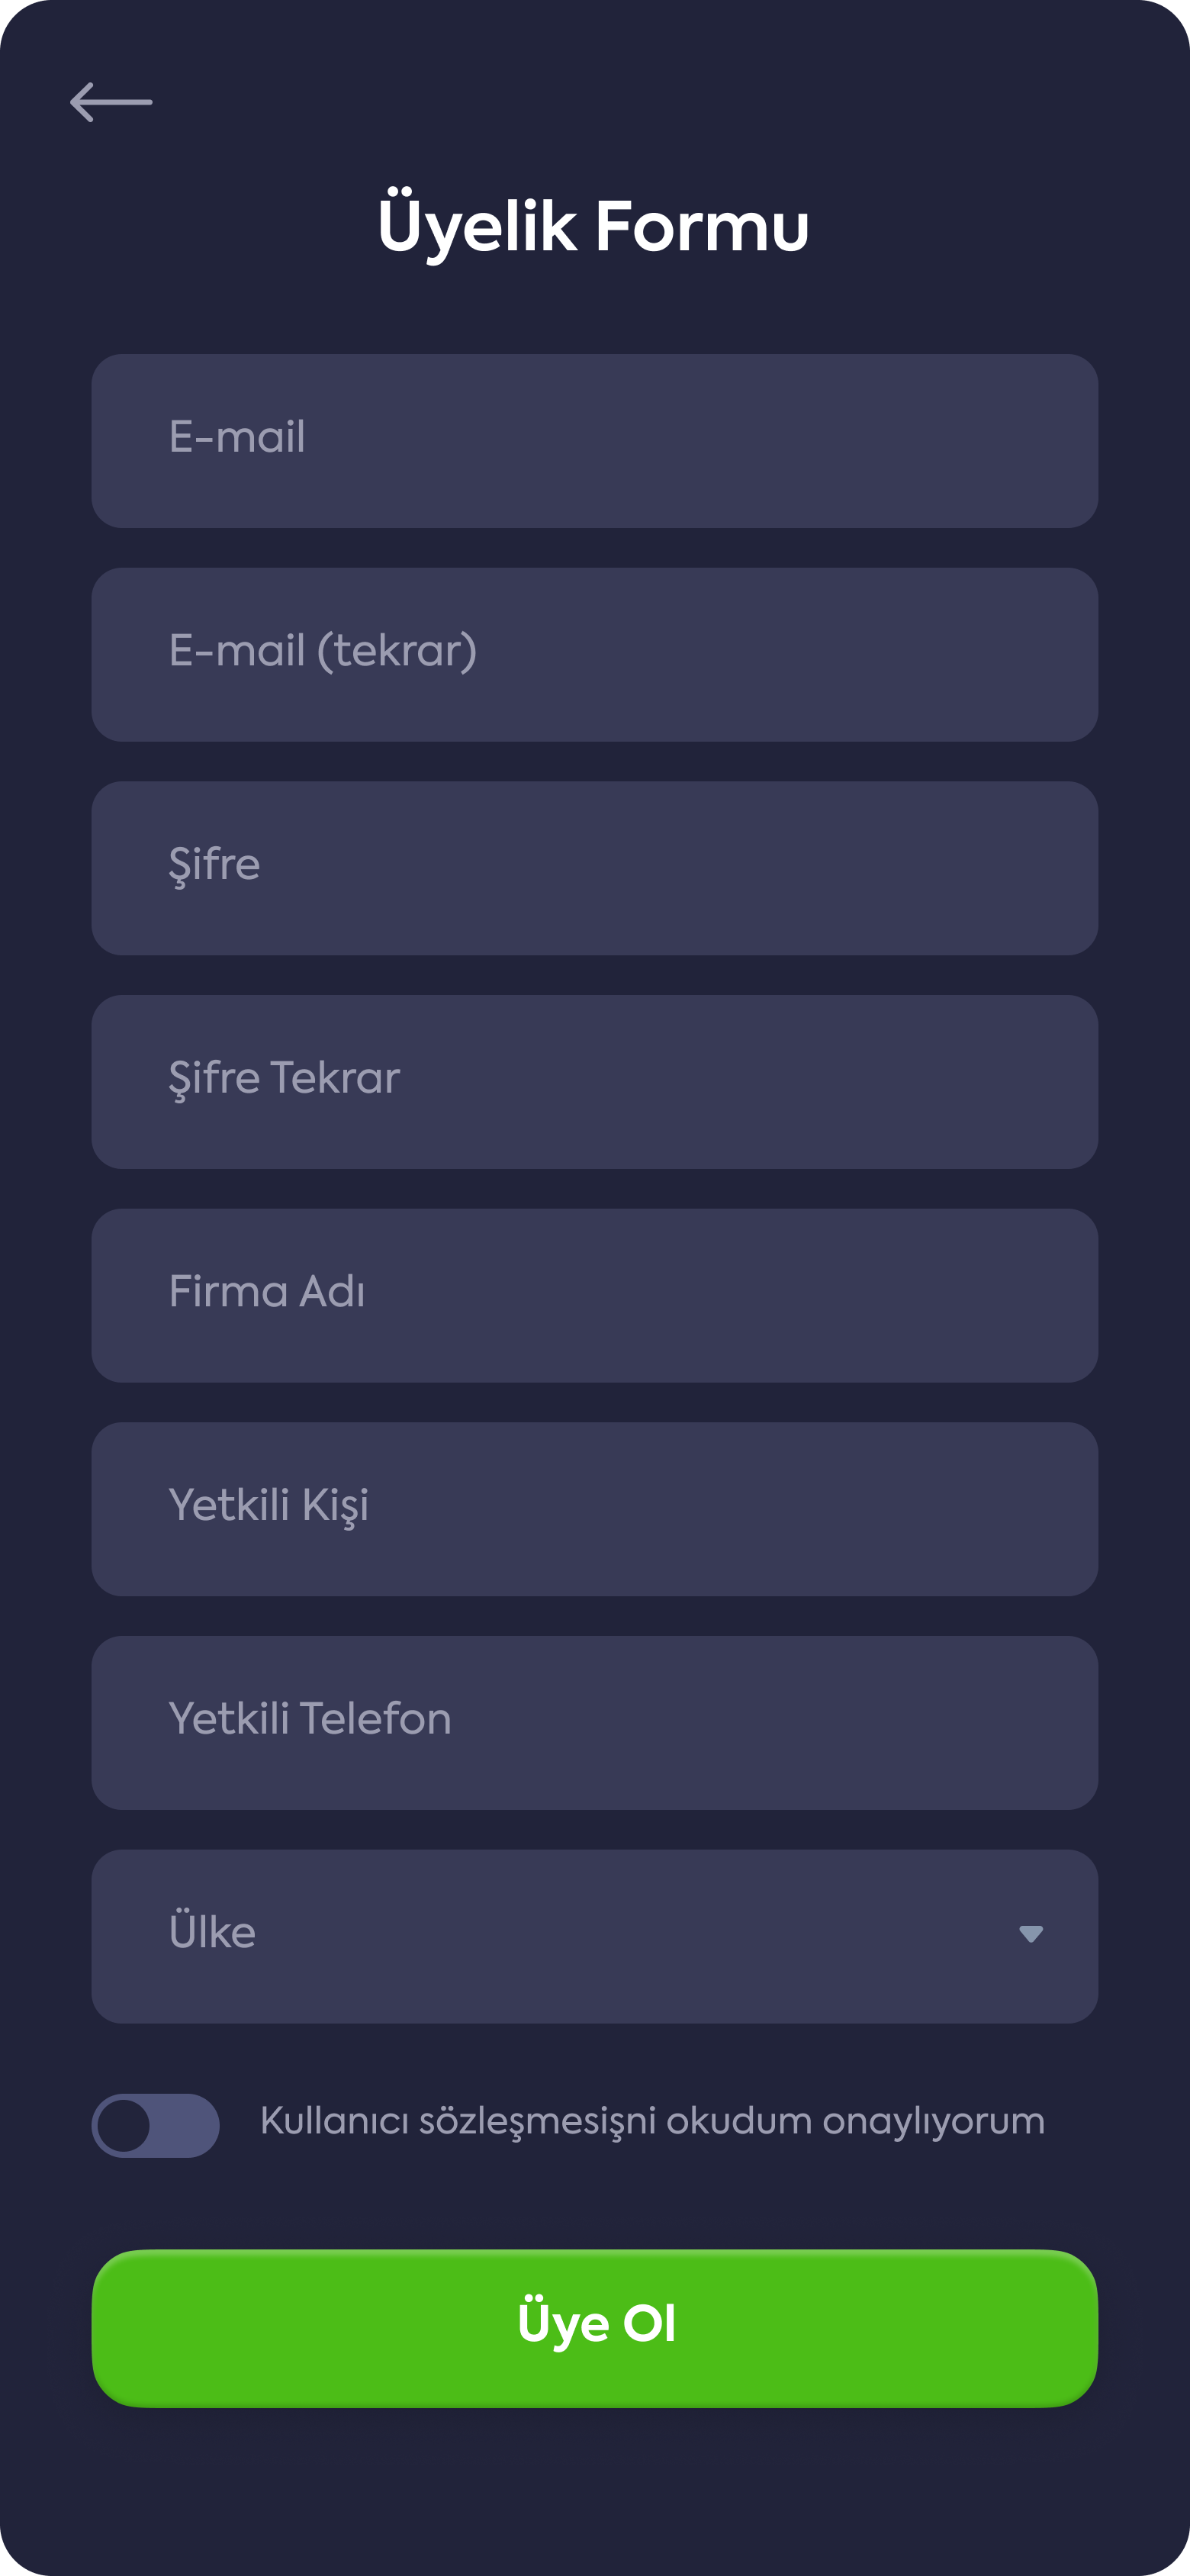 Üyelik Formu
E-mail
E-mail (tekrar)
Şifre
Şifre Tekrar
Firma Adı
Yetkili Kişi
Yetkili Telefon
Ülke
Kullanıcı sözleşmesişni okudum onaylıyorum
Üye Ol